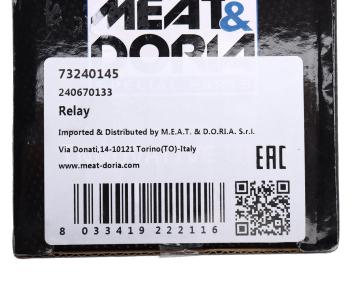 MEAT&
DORIA
73240145
240670133
Relay
Imported & Distributed by M.E.A.T. & D.O.R.I.A. S.r.l.
Via Donati,14-10121 Torino(TO)-Italy
www.meat-doria.com
EAC
8 033419 222116